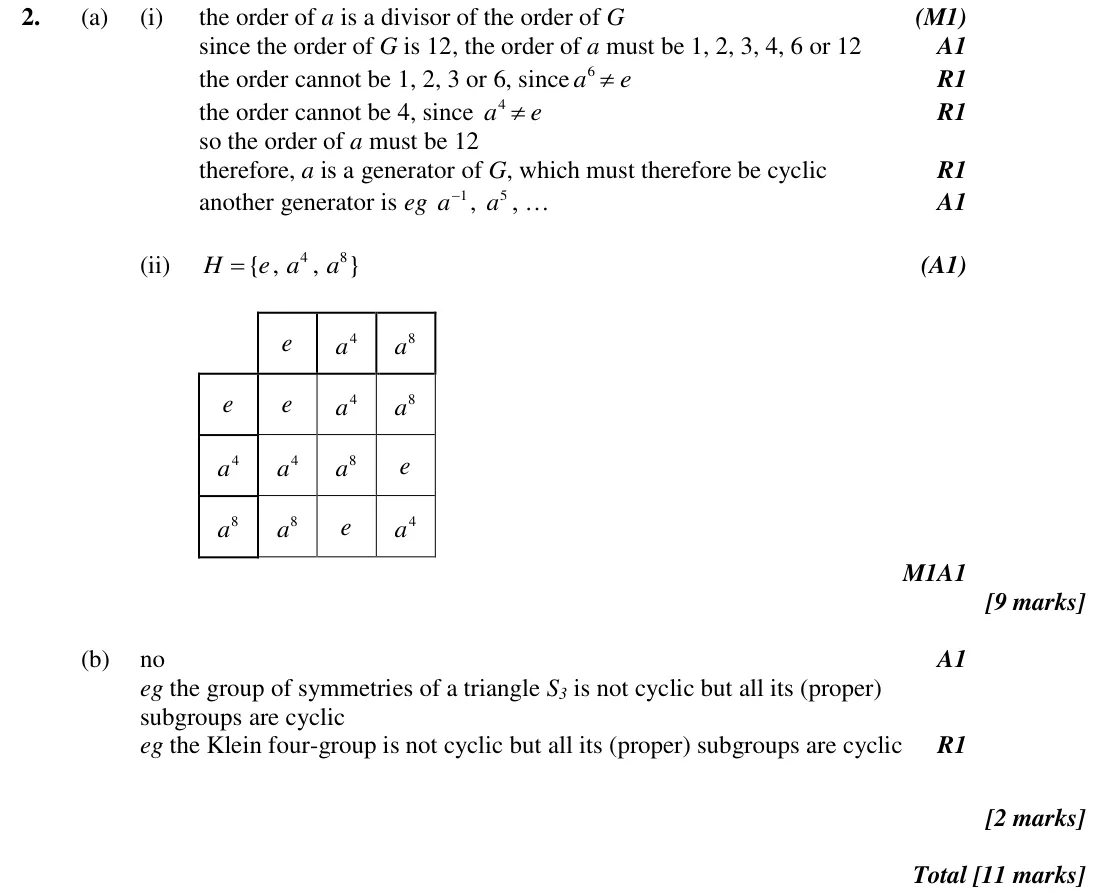 2. (a) (i) the order of a is a divisor of the order of G (M1)
since the order of G is 12, the order of a must be 1, 2, 3, 4, 6 or 12 A1
the order cannot be 1, 2, 3 or 6, since a⁶ ≠ e R1
the order cannot be 4, since a⁴ ≠ e R1
so the order of a must be 12
therefore, a is a generator of G, which must therefore be cyclic R1
another generator is eg a⁻¹, a⁵, … A1
(ii) H = {e, a⁴, a⁸} (A1)
e a⁴ a⁸
e e a⁴ a⁸
a⁴ a⁴ a⁸ e
a⁸ a⁸ e a⁴
M1A1
[9 marks]
(b) no A1
eg the group of symmetries of a triangle S₃ is not cyclic but all its (proper)
subgroups are cyclic
eg the Klein four-group is not cyclic but all its (proper) subgroups are cyclic R1
[2 marks]
Total [11 marks]